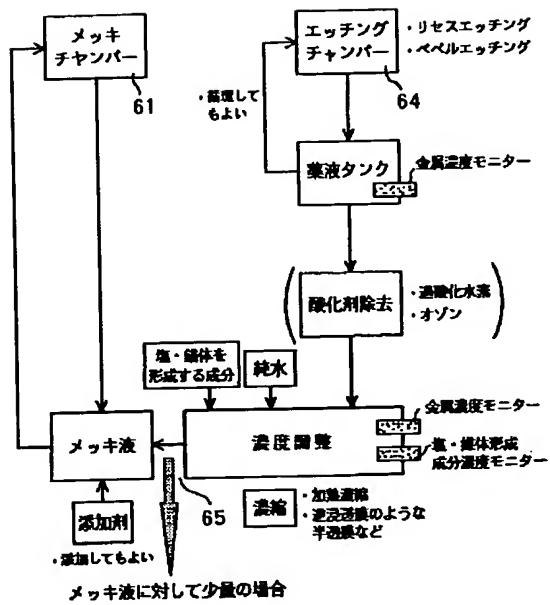 メッキ
チャンバー
61
エッチング
チャンバー
64
・リセスエッチング
・ベベルエッチング
・循環して
もよい
薬液タンク
金属濃度モニター
酸化剤除去
・過酸化水素
・オゾン
塩・錯体を
形成する成分
純水
メッキ液
濃度調整
金属濃度モニター
塩・錯体形成
成分濃度モニター
65
添加剤
・添加してもよい
濃縮
・加熱濃縮
・逆浸透膜のような
半透膜など
メッキ液に対して少量の場合